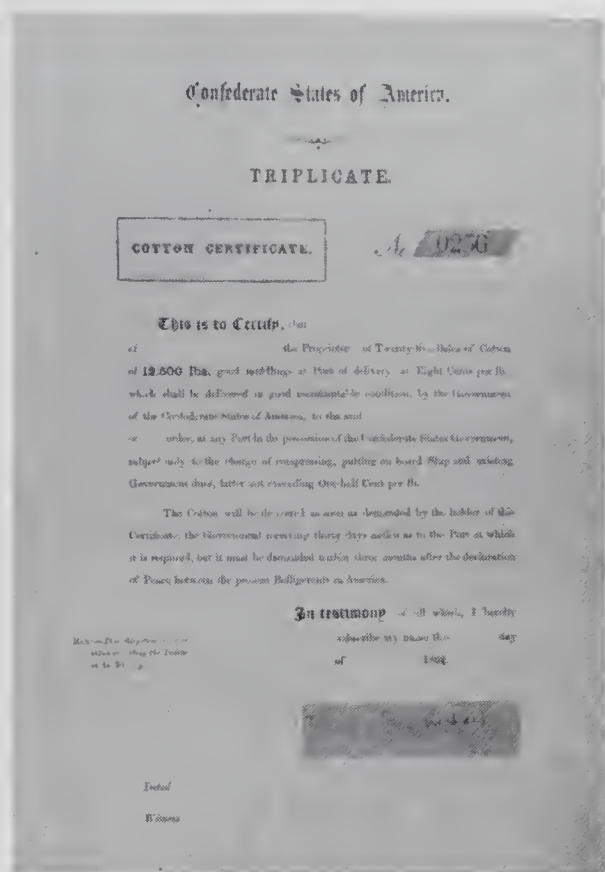 Confederate States of America.
TRIPLICATE.
COTTON CERTIFICATE.
No 0256
This is to Certify, that
of the Proprietor of Twenty-five Bales of Cotton
of 12,500 lbs, good middlings at Port of delivery at Eight Cents per lb.
which shall be delivered in good merchantable condition, by the Government
of the Confederate States of America, to the said
or order, at any Port in the possession of the Confederate States Government,
subject only to the charge of compressing, putting on board Ship and existing
Government dues, latter not exceeding One-half Cent per lb.
The Cotton will be delivered as soon as demanded by the holder of this
Certificate, the Government receiving thirty days notice as to the Port at which
it is required, but it must be demanded within three months after the declaration
of Peace between the present Belligerents in America.
In testimony of all which, I hereby
subscribe my name this day
of
Dated
Witness